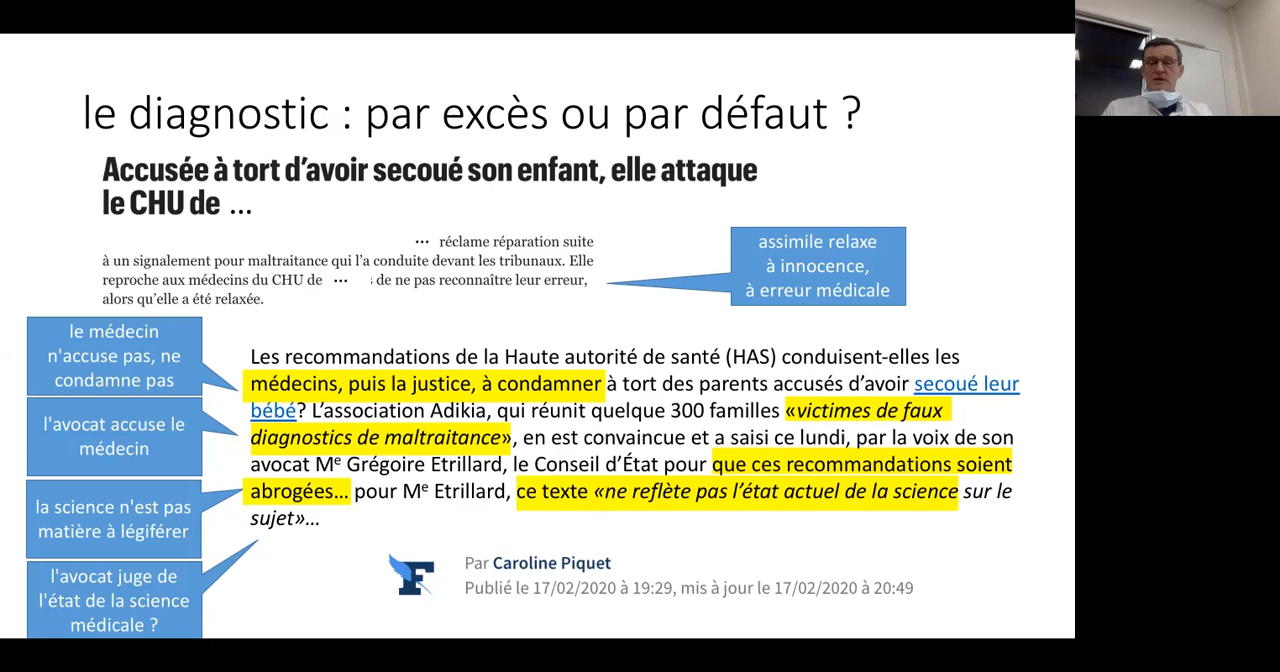 le diagnostic : par excès ou par défaut ?
Accusée à tort d'avoir secoué son enfant, elle attaque
le CHU de ...
... réclame réparation suite
à un signalement pour maltraitance qui l'a conduite devant les tribunaux. Elle
reproche aux médecins du CHU de ... de ne pas reconnaître leur erreur,
alors qu'elle a été relaxée.
assimile relaxe
à innocence,
à erreur médicale
le médecin
n'accuse pas, ne
condamne pas
l'avocat accuse le
médecin
la science n'est pas
matière à légiférer
l'avocat juge de
l'état de la science
médicale ?
Les recommandations de la Haute autorité de santé (HAS) conduisent-elles les
médecins, puis la justice, à condamner à tort des parents accusés d'avoir secoué leur
bébé? L'association Adikia, qui réunit quelque 300 familles «victimes de faux
diagnostics de maltraitance», en est convaincue et a saisi ce lundi, par la voix de son
avocat Me Grégoire Etrillard, le Conseil d'État pour que ces recommandations soient
abrogées... pour Me Etrillard, ce texte «ne reflète pas l'état actuel de la science sur le
sujet»...
F
Par Caroline Piquet
Publié le 17/02/2020 à 19:29, mis à jour le 17/02/2020 à 20:49